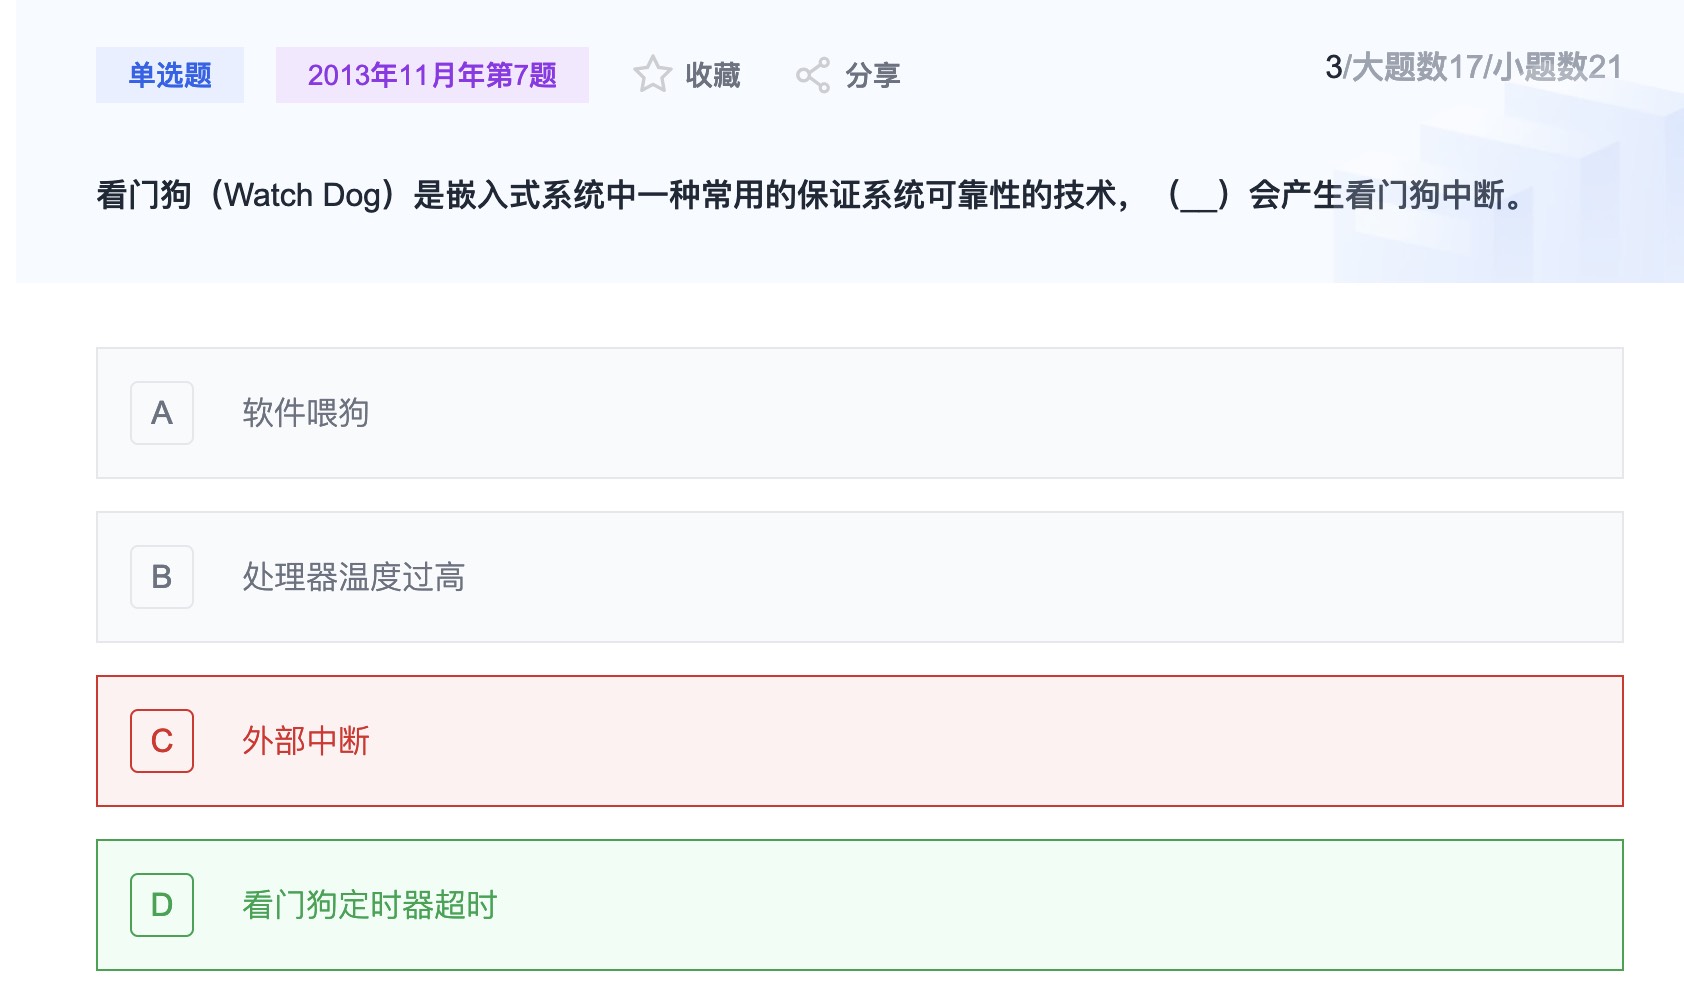 单选题 2013年11月年第7题 收藏 分享 3/大题数17/小题数21
看门狗（Watch Dog）是嵌入式系统中一种常用的保证系统可靠性的技术，（__）会产生看门狗中断。
A 软件喂狗
B 处理器温度过高
C 外部中断
D 看门狗定时器超时